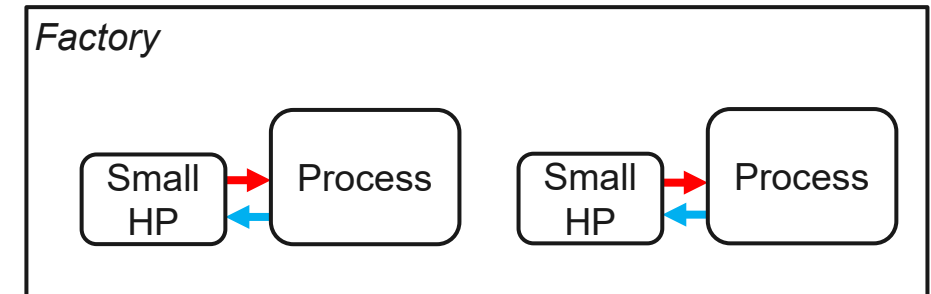 Factory
Small
HP
Process
Small
HP
Process